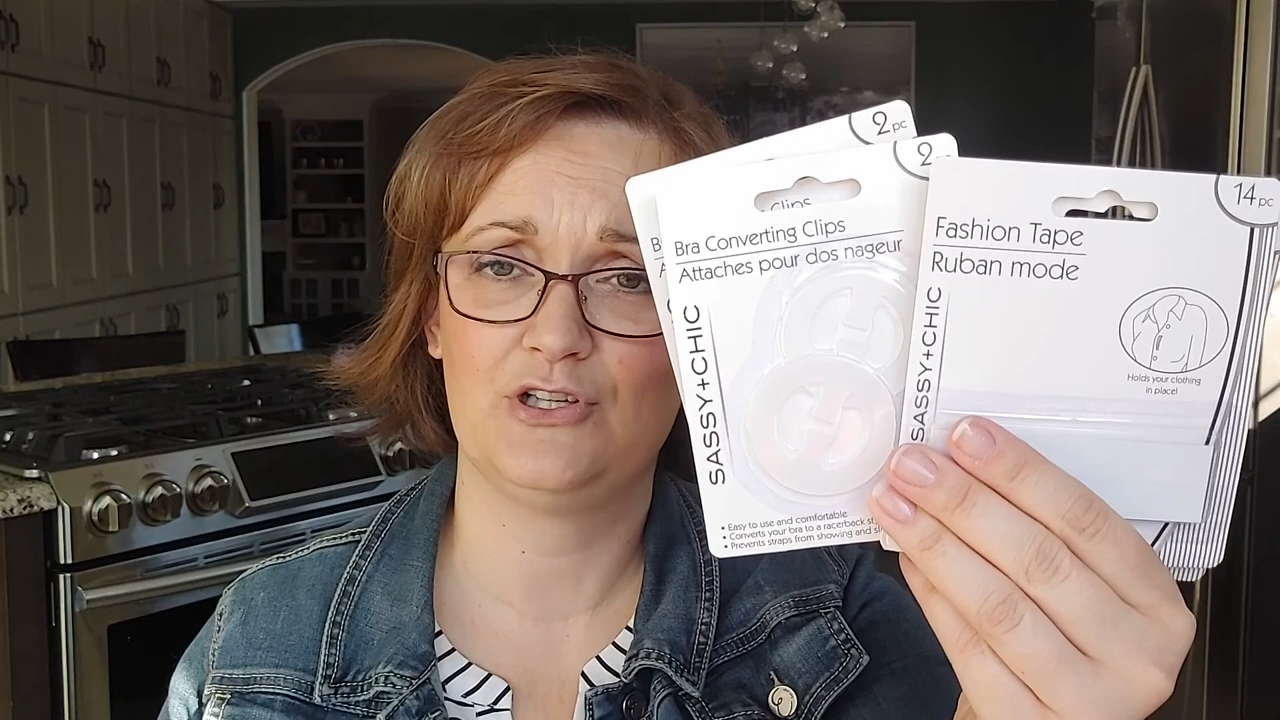 2pc
2
clips
Bra Converting Clips
Attaches pour dos nageur
SASSY+CHIC
• Easy to use and comfortable
• Converts your bra to a racerback
• Prevents straps from showing and
14pc
Fashion Tape
Ruban mode
SASSY+CHIC
Holds your clothing
in place!